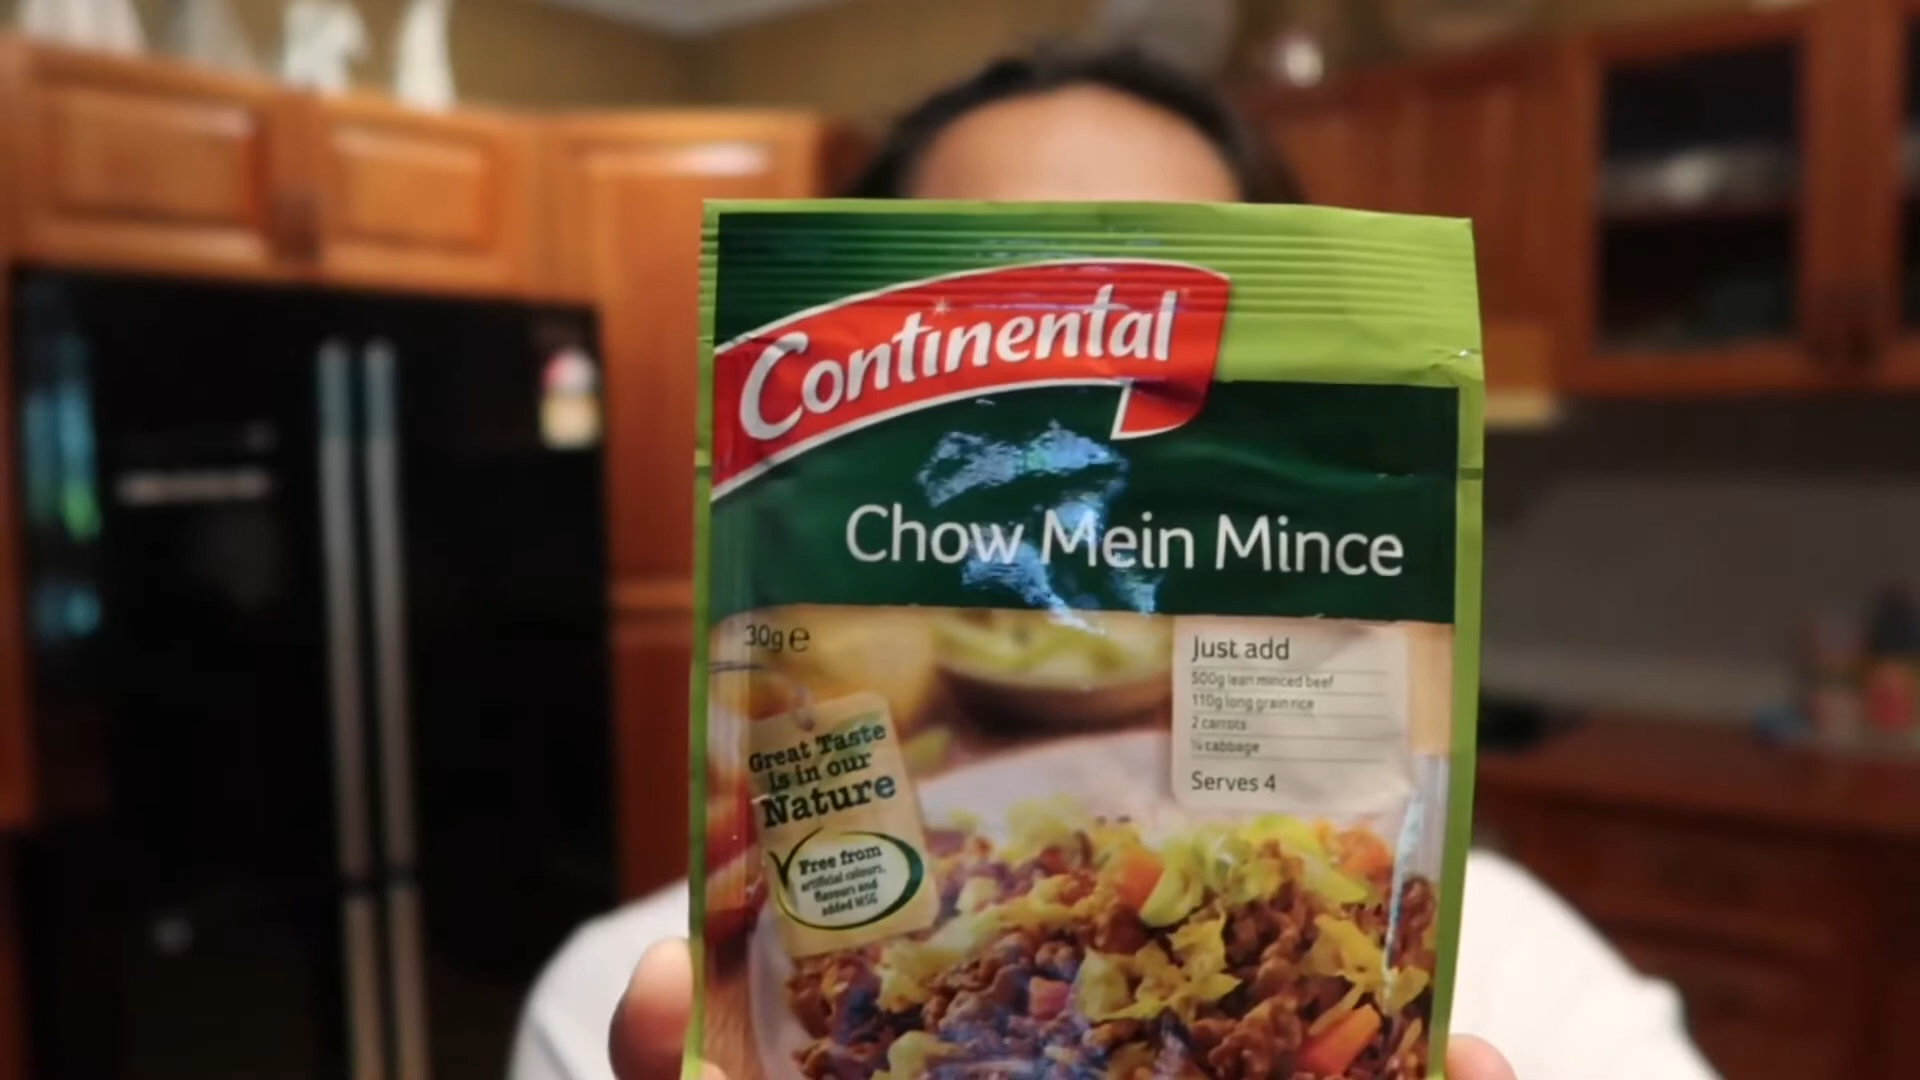 Continental
Chow Mein Mince
30g e
Just add
500g lean minced beef
110g long grain rice
2 carrots
¼ cabbage
Serves 4
Great Taste
is in our
Nature
Free from
artificial colours,
flavours and
added MSG